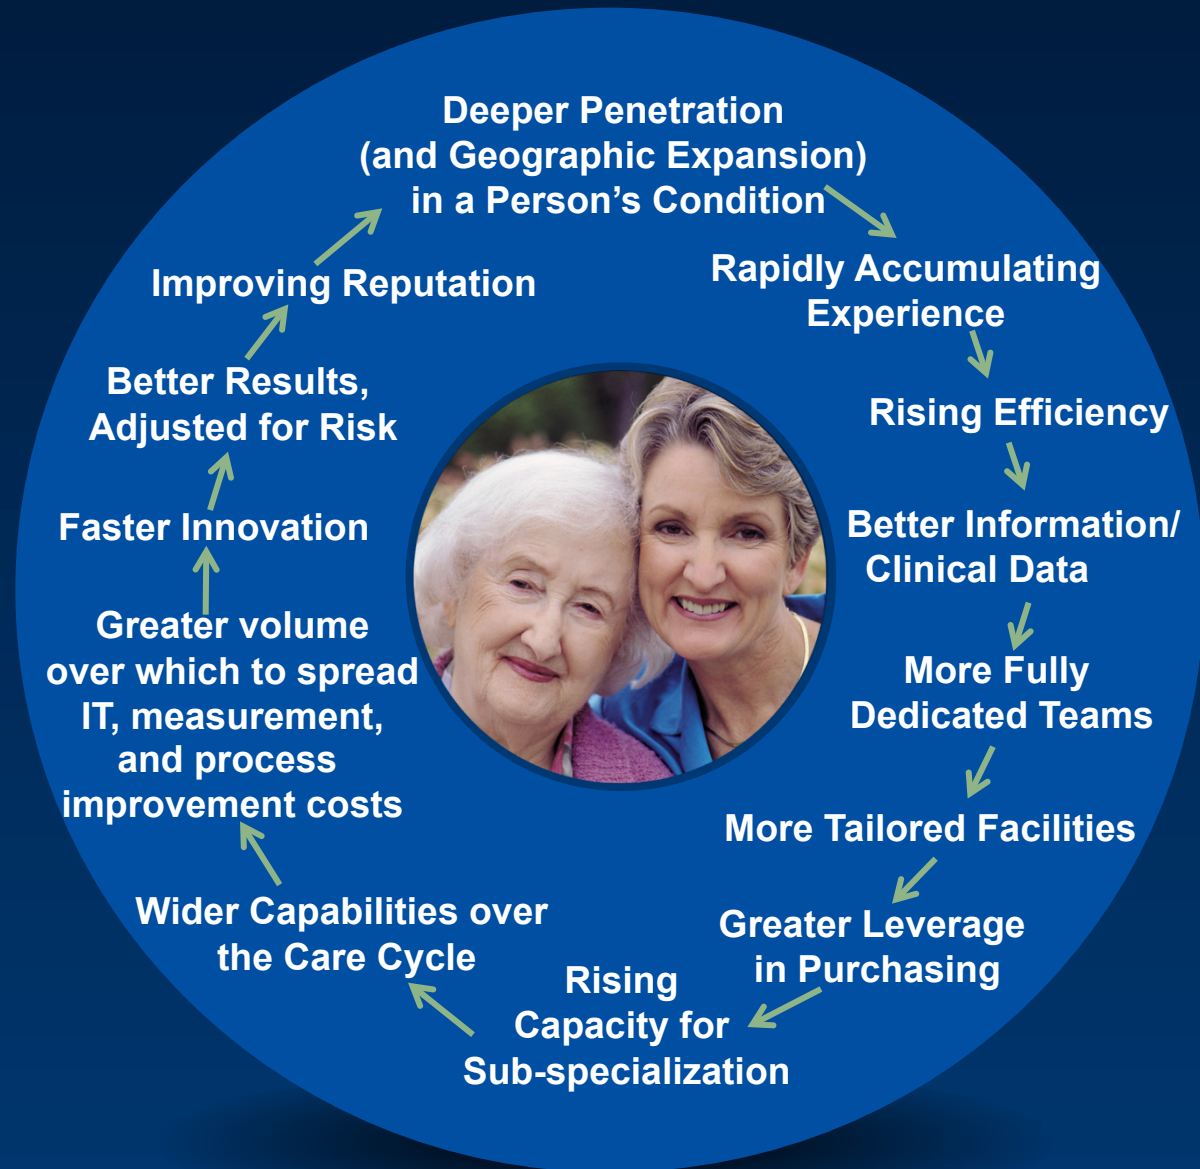 Deeper Penetration
(and Geographic Expansion)
in a Person’s Condition
Rapidly Accumulating
Experience
Rising Efficiency
Better Information/
Clinical Data
More Fully
Dedicated Teams
More Tailored Facilities
Greater Leverage
in Purchasing
Rising
Capacity for
Sub-specialization
Wider Capabilities over
the Care Cycle
Greater volume
over which to spread
IT, measurement,
and process
improvement costs
Faster Innovation
Better Results,
Adjusted for Risk
Improving Reputation